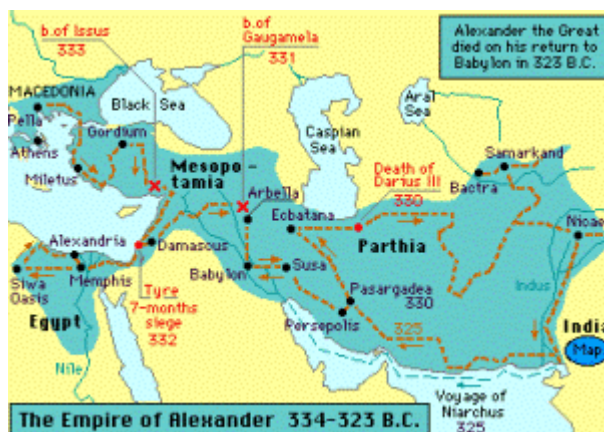 b.of
Issus
333
b.of
Gaugamela
331
Alexander the Great
died on his return to
Babylon in 323 B.C.
MACEDONIA
Pella
Black Sea
Aral
Sea
Gordium
Caspian
Sea
Athens
Samarkand
Miletus
Mesopo -
tamia
Bactra
Arbella
Death of
Darius III
330
Nicae
Alexandria
Eobatana
Parthia
Damascus
Siwa
Oasis
Memphis
Babylon
Susa
Indus
Tyre
7-months
siege
332
Pasargadea
330
Egypt
Persepolis
325
India
Map
Nile
Voyage of
Niarchus
325
The Empire of Alexander 334-323 B.C.